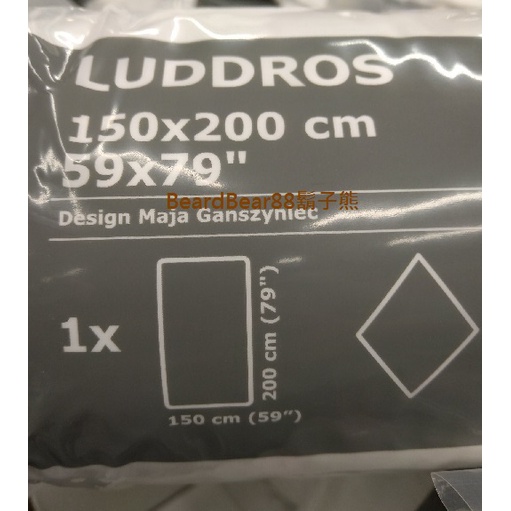 LUDDROS
150x200 cm
59x79"
BeardBear88鬍子熊
Design Maja Ganszyniec
1x
200 cm (79")
150 cm (59")